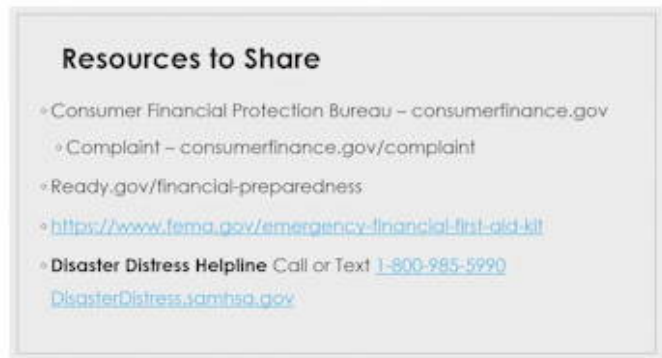 Resources to Share
◦ Consumer Financial Protection Bureau – consumerfinance.gov
◦ Complaint – consumerfinance.gov/complaint
◦ Ready.gov/financial-preparedness
◦ https://www.fema.gov/emergency-financial-first-aid-kit
◦ Disaster Distress Helpline Call or Text 1-800-985-5990
DisasterDistress.samhsa.gov